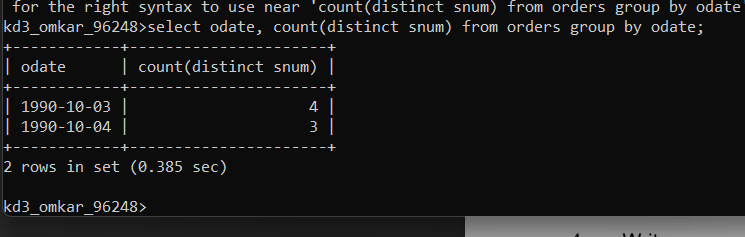 for the right syntax to use near 'count(distinct snum) from orders group by odate
kd3_omkar_96248>select odate, count(distinct snum) from orders group by odate;
+------------+----------------------+
| odate      | count(distinct snum) |
+------------+----------------------+
| 1990-10-03 |                    4 |
| 1990-10-04 |                    3 |
+------------+----------------------+
2 rows in set (0.385 sec)
kd3_omkar_96248>